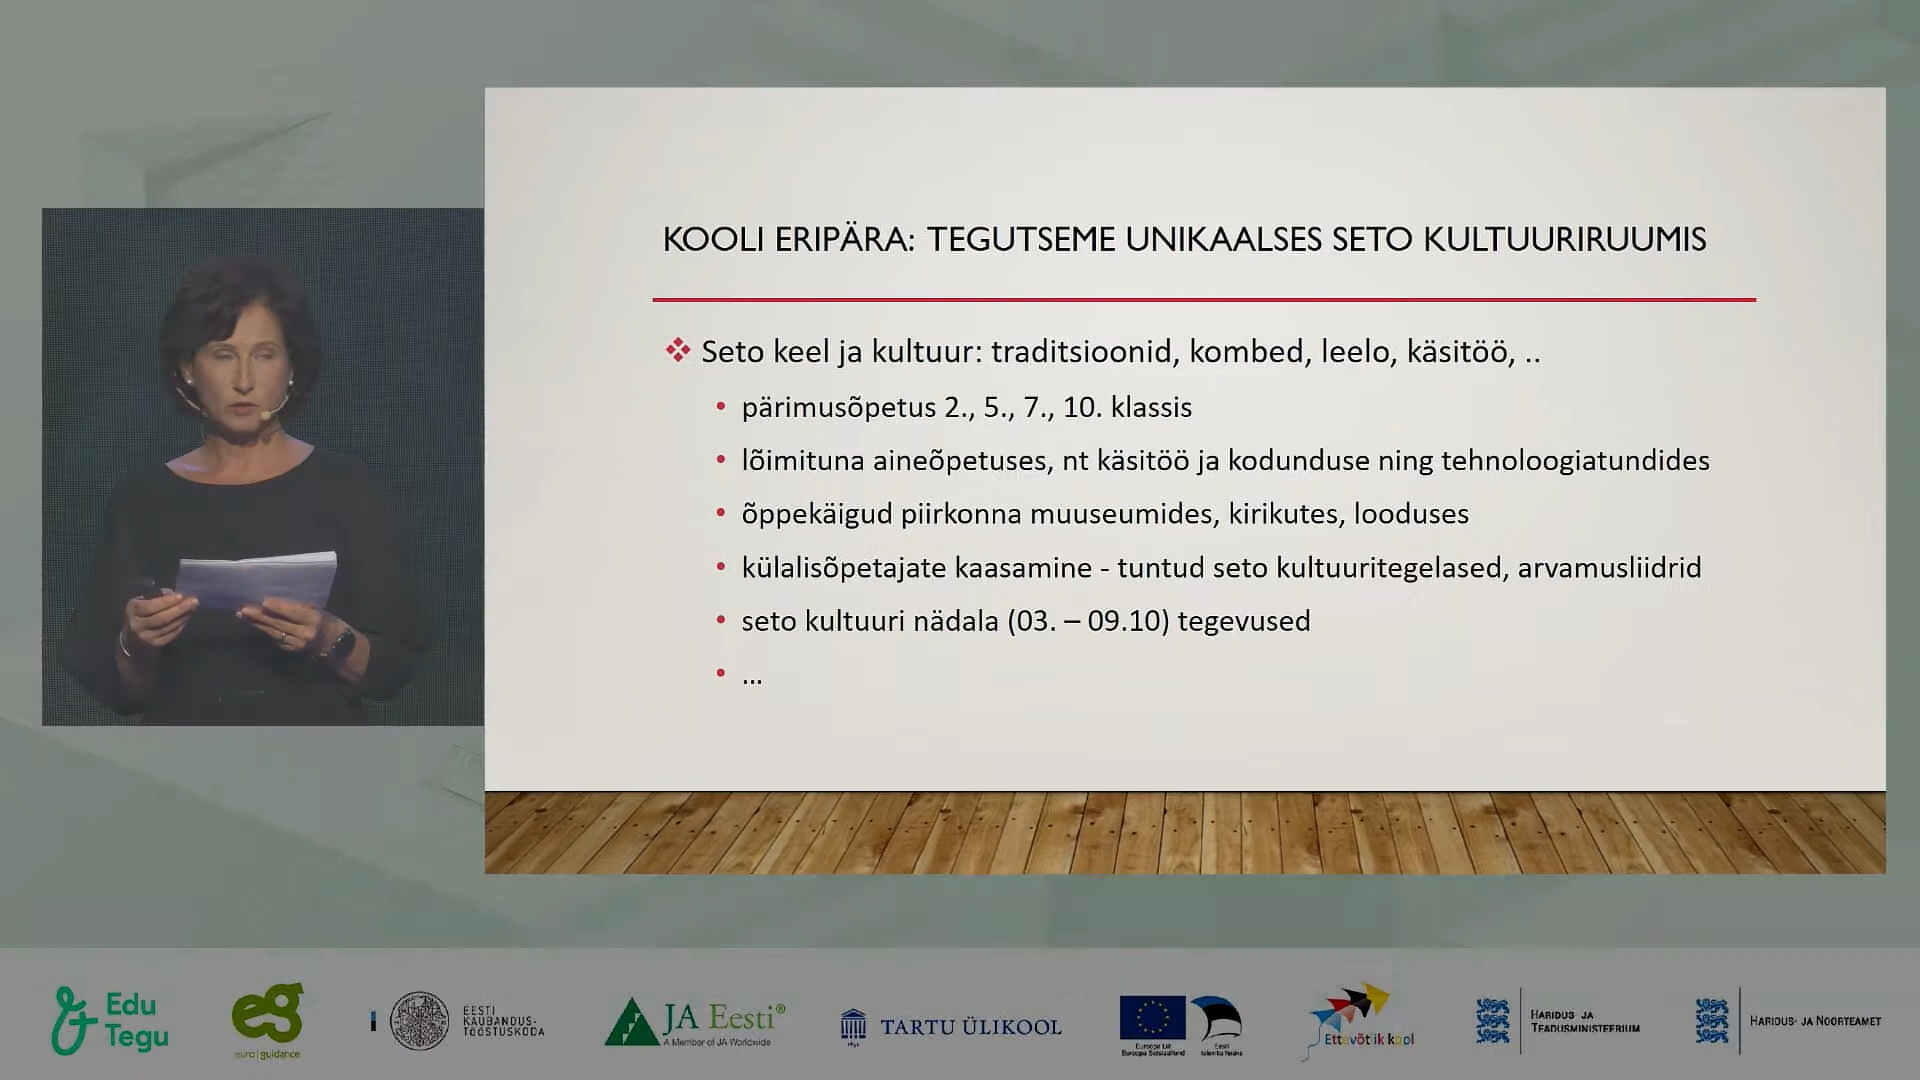 KOOLI ERIPÄRA: TEGUTSEME UNIKAALSES SETO KULTUURIRUUMIS
Seto keel ja kultuur: traditsioonid, kombed, leelo, käsitöö, ..
pärimusõpetus 2., 5., 7., 10. klassis
lõimituna aineõpetuses, nt käsitöö ja kodunduse ning tehnoloogiatundides
õppekäigud piirkonna muuseumides, kirikutes, looduses
külalisõpetajate kaasamine - tuntud seto kultuuritegelased, arvamusliidrid
seto kultuuri nädala (03. – 09.10) tegevused
...
Edu
Tegu
eg
euro|guidance
EESTI
KAUBANDUS-
TÖÖSTUSKODA
JA Eesti®
A Member of JA Worldwide
TARTU ÜLIKOOL
Euroopa Liit
Euroopa Sotsiaalfond
Eesti
tuleviku heaks
Ettevõtlik kool
HARIDUS- JA
TEADUSMINISTEERIUM
HARIDUS- JA NOORTEAMET